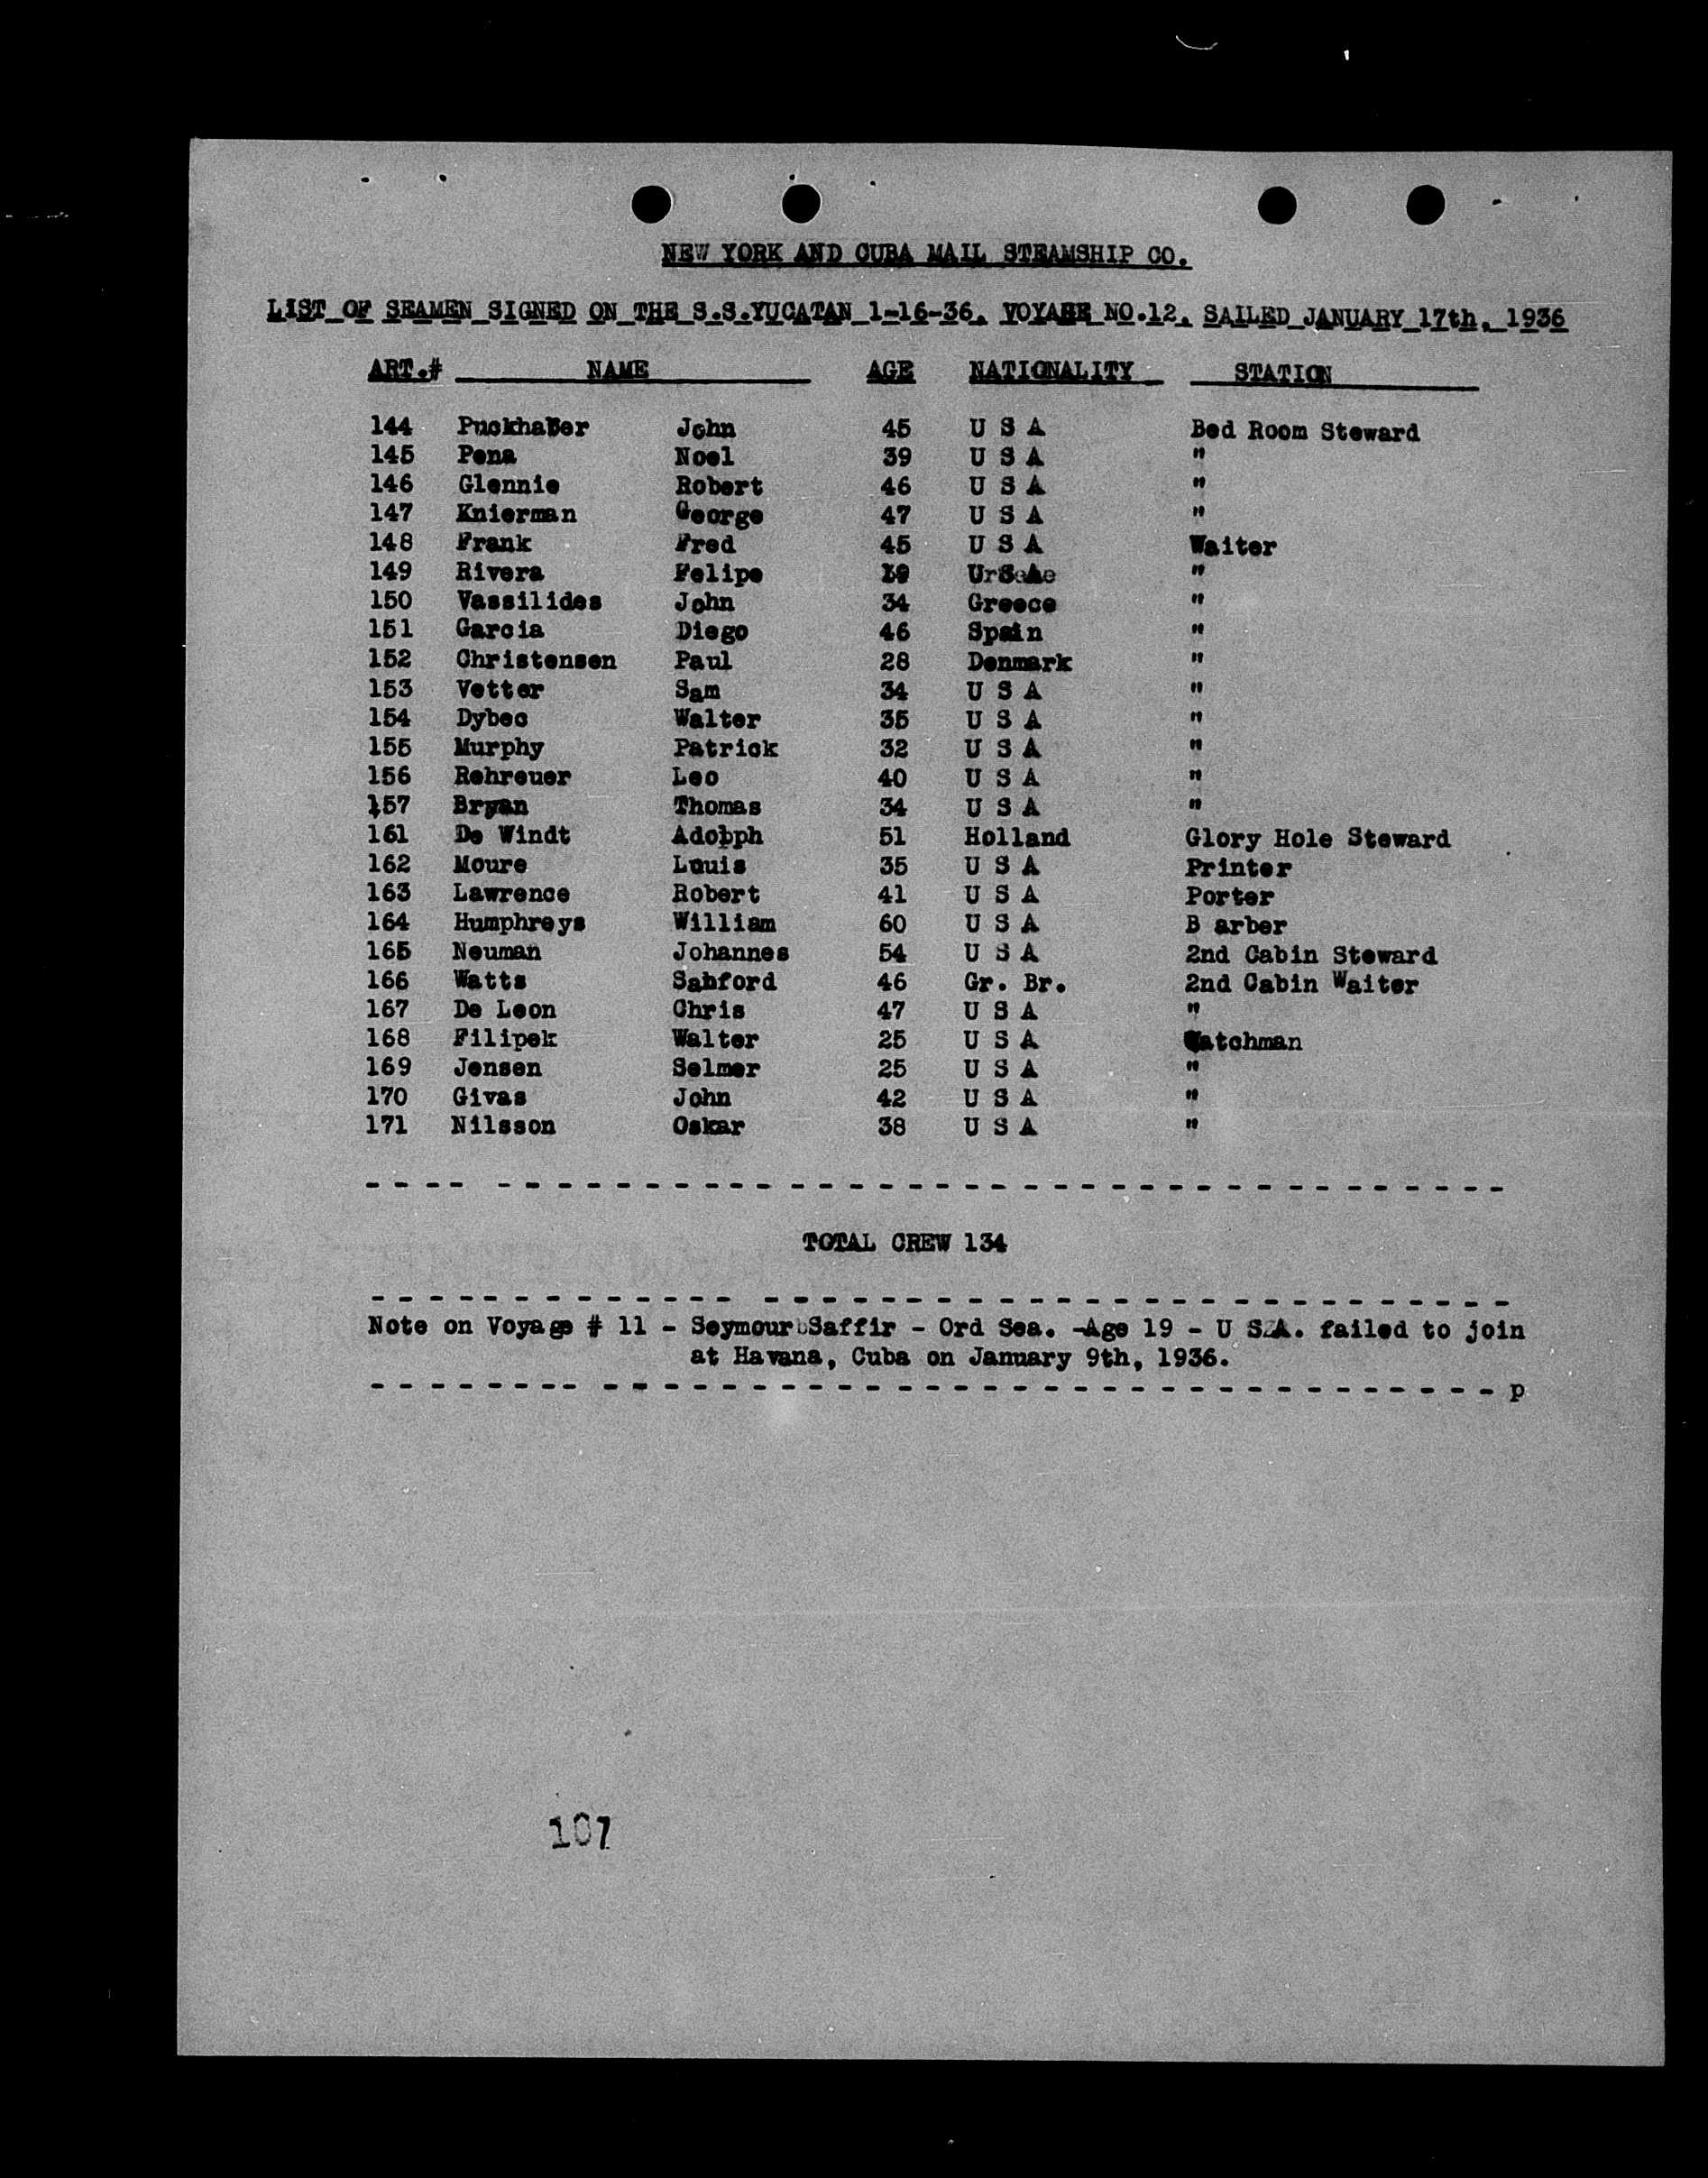 NEW YORK AND CUBA MAIL STEAMSHIP CO.
LIST OF SEAMEN SIGNED ON THE S.S.YUCATAN 1-16-36. VOYAGE NO.12. SAILED JANUARY 17th. 1936
ART.# NAME AGE NATIONALITY STATION
144 Puckhaber John 45 U S A Bed Room Steward
145 Pena Noel 39 U S A "
146 Glennie Robert 46 U S A "
147 Knierman George 47 U S A "
148 Frank Fred 45 U S A Waiter
149 Rivera Felipe "
150 Vassilides John 34 Greece "
151 Garcia Diego 46 Spain "
152 Christensen Paul 28 Denmark "
153 Vetter Sam 34 U S A "
154 Dybec Walter 35 U S A "
155 Murphy Patrick 32 U S A "
156 Rehreuer Leo 40 U S A "
157 Bryan Thomas 34 U S A "
161 De Windt Adolph 51 Holland Glory Hole Steward
162 Moure Louis 35 U S A Printer
163 Lawrence Robert 41 U S A Porter
164 Humphreys William 60 U S A B arber
165 Neuman Johannes 54 U S A 2nd Cabin Steward
166 Watts Sanford 46 Gr. Br. 2nd Cabin Waiter
167 De Leon Chris 47 U S A "
168 Filipek Walter 25 U S A Watchman
169 Jensen Selmer 25 U S A "
170 Givas John 42 U S A "
171 Nilsson Oskar 38 U S A "
TOTAL CREW 134
Note on Voyage # 11 - Seymour Saffir - Ord Sea. -Age 19 - U S A. failed to join
at Havana, Cuba on January 9th, 1936.
p
107